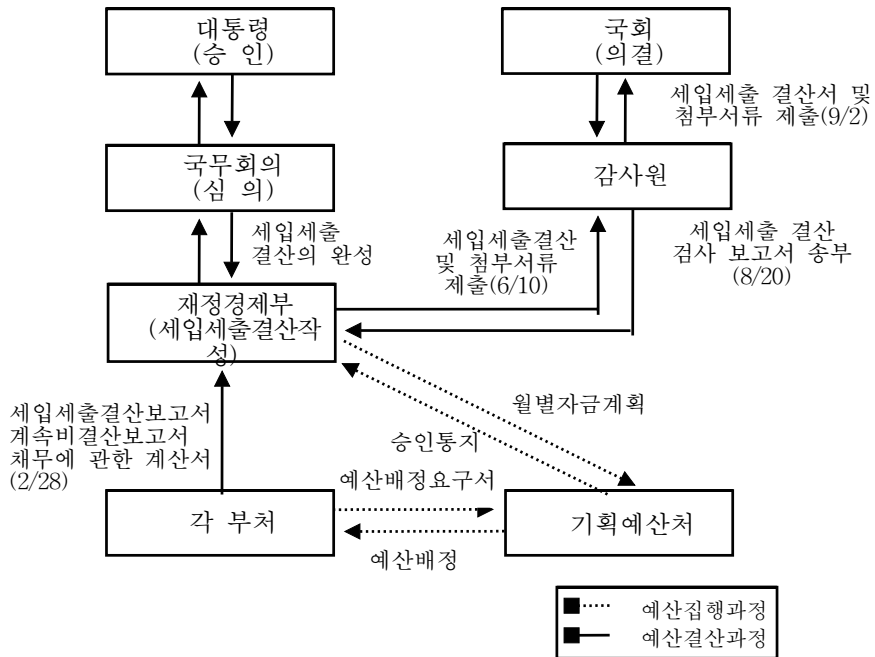 대통령
(승 인)
국회
(의결)
세입세출 결산서 및
첨부서류 제출(9/2)
국무회의
(심 의)
감사원
세입세출
결산의 완성
세입세출결산
및 첨부서류
제출(6/10)
세입세출 결산
검사 보고서 송부
(8/20)
재정경제부
(세입세출결산작
성)
세입세출결산보고서
계속비결산보고서
채무에 관한 계산서
(2/28)
월별자금계획
승인통지
예산배정요구서
각 부처
기획예산처
예산배정
예산집행과정
예산결산과정